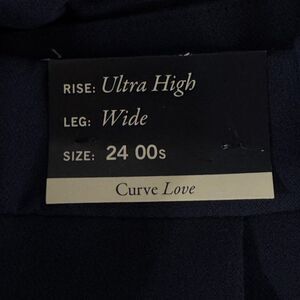 RISE: Ultra High
LEG: Wide
SIZE: 24 00s
Curve Love